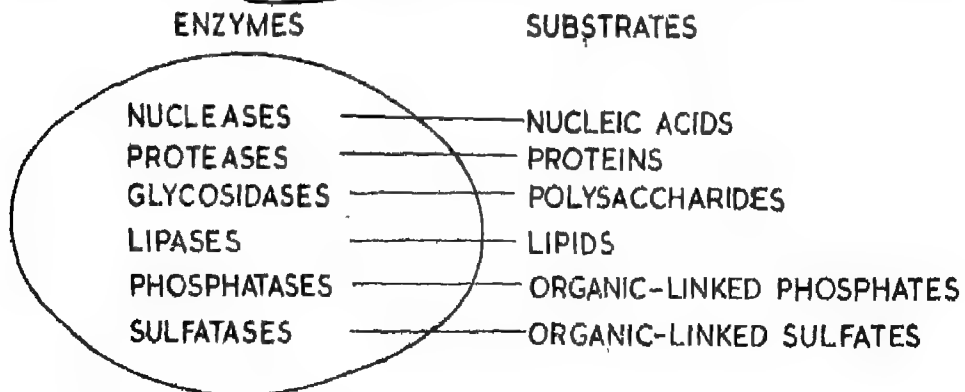 ENZYMES SUBSTRATES
NUCLEASES NUCLEIC ACIDS
PROTEASES PROTEINS
GLYCOSIDASES POLYSACCHARIDES
LIPASES LIPIDS
PHOSPHATASES ORGANIC-LINKED PHOSPHATES
SULFATASES ORGANIC-LINKED SULFATES